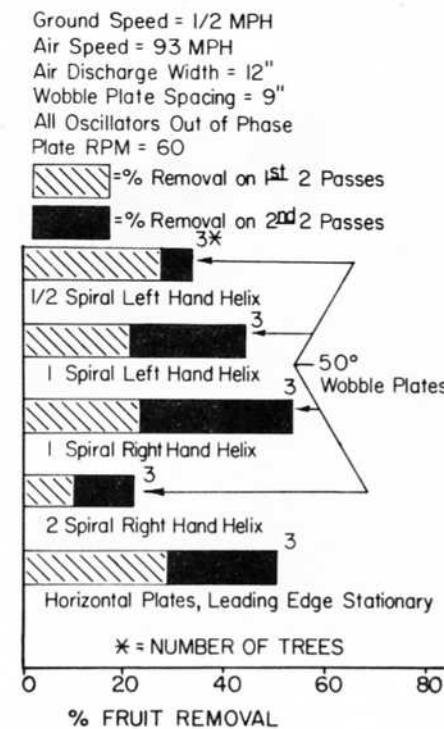 Ground Speed = 1/2 MPH
Air Speed = 93 MPH
Air Discharge Width = 12"
Wobble Plate Spacing = 9"
All Oscillators Out of Phase
Plate RPM = 60
=% Removal on 1st 2 Passes
=% Removal on 2nd 2 Passes
3*
1/2 Spiral Left Hand Helix
3
1 Spiral Left Hand Helix
50°
Wobble Plates
3
1 Spiral Right Hand Helix
3
2 Spiral Right Hand Helix
3
Horizontal Plates, Leading Edge Stationary
* = NUMBER OF TREES
0 20 40 60 80
% FRUIT REMOVAL